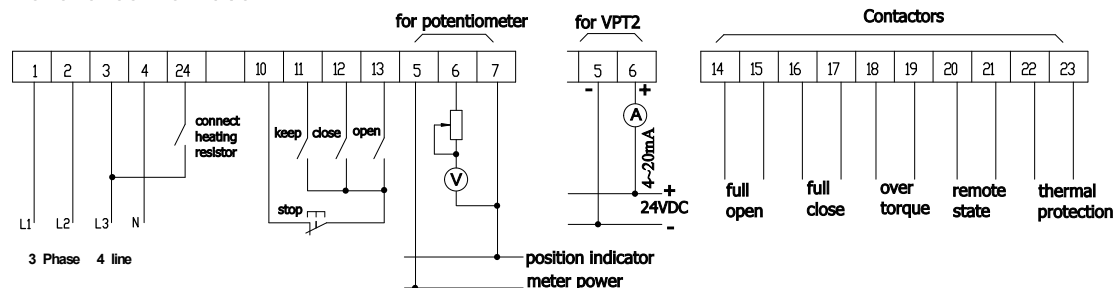 for potentiometer
for VPT2
Contactors
1 2 3 4 24 10 11 12 13 5 6 7
5 6
14 15 16 17 18 19 20 21 22 23
- +
A
connect
heating
resistor
keep close open
V
4~20mA
stop
+
24VDC
-
full
open
full
close
over
torque
remote
state
thermal
protection
L1 L2 L3 N
3 Phase 4 line
position indicator
meter power